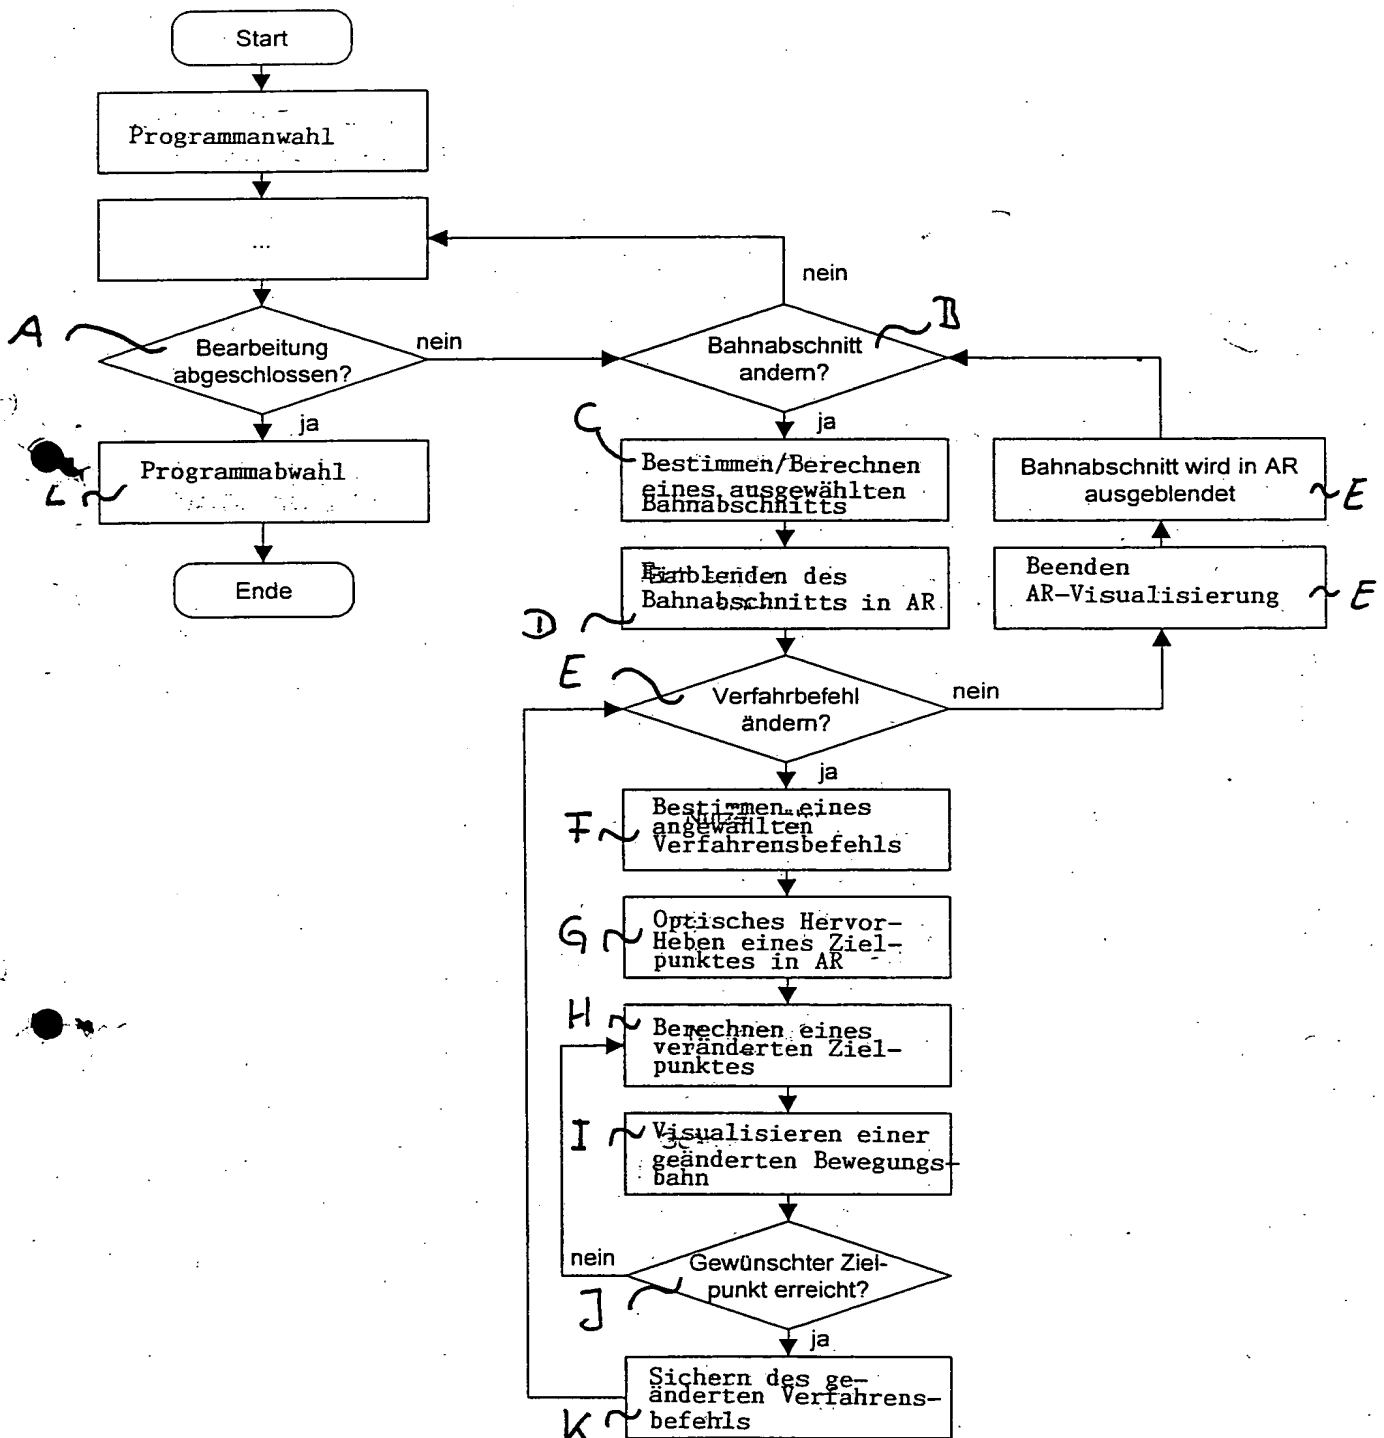 Start
Programmanwahl
...
nein
A
Bearbeitung
abgeschlossen?
nein
B
Bahnabschnitt
andern?
ja
ja
L
Programmabwahl
Ende
C
Bestimmen/Berechnen
eines ausgewählten
Bahnabschnitts
Bahnabschnitt wird in AR
ausgeblendet
E
D
Einblenden des
Bahnabschnitts in AR
Beenden
AR-Visualisierung
E
E
Verfahrbefehl
ändern?
nein
ja
F
Bestimmen eines
angewählten
Verfahrensbefehls
G
Optisches Hervor-
Heben eines Ziel-
punktes in AR
H
Berechnen eines
veränderten Ziel-
punktes
I
Visualisieren einer
geänderten Bewegungs-
bahn
nein
J
Gewünschter Ziel-
punkt erreicht?
ja
K
Sichern des ge-
änderten Verfahrens-
befehls